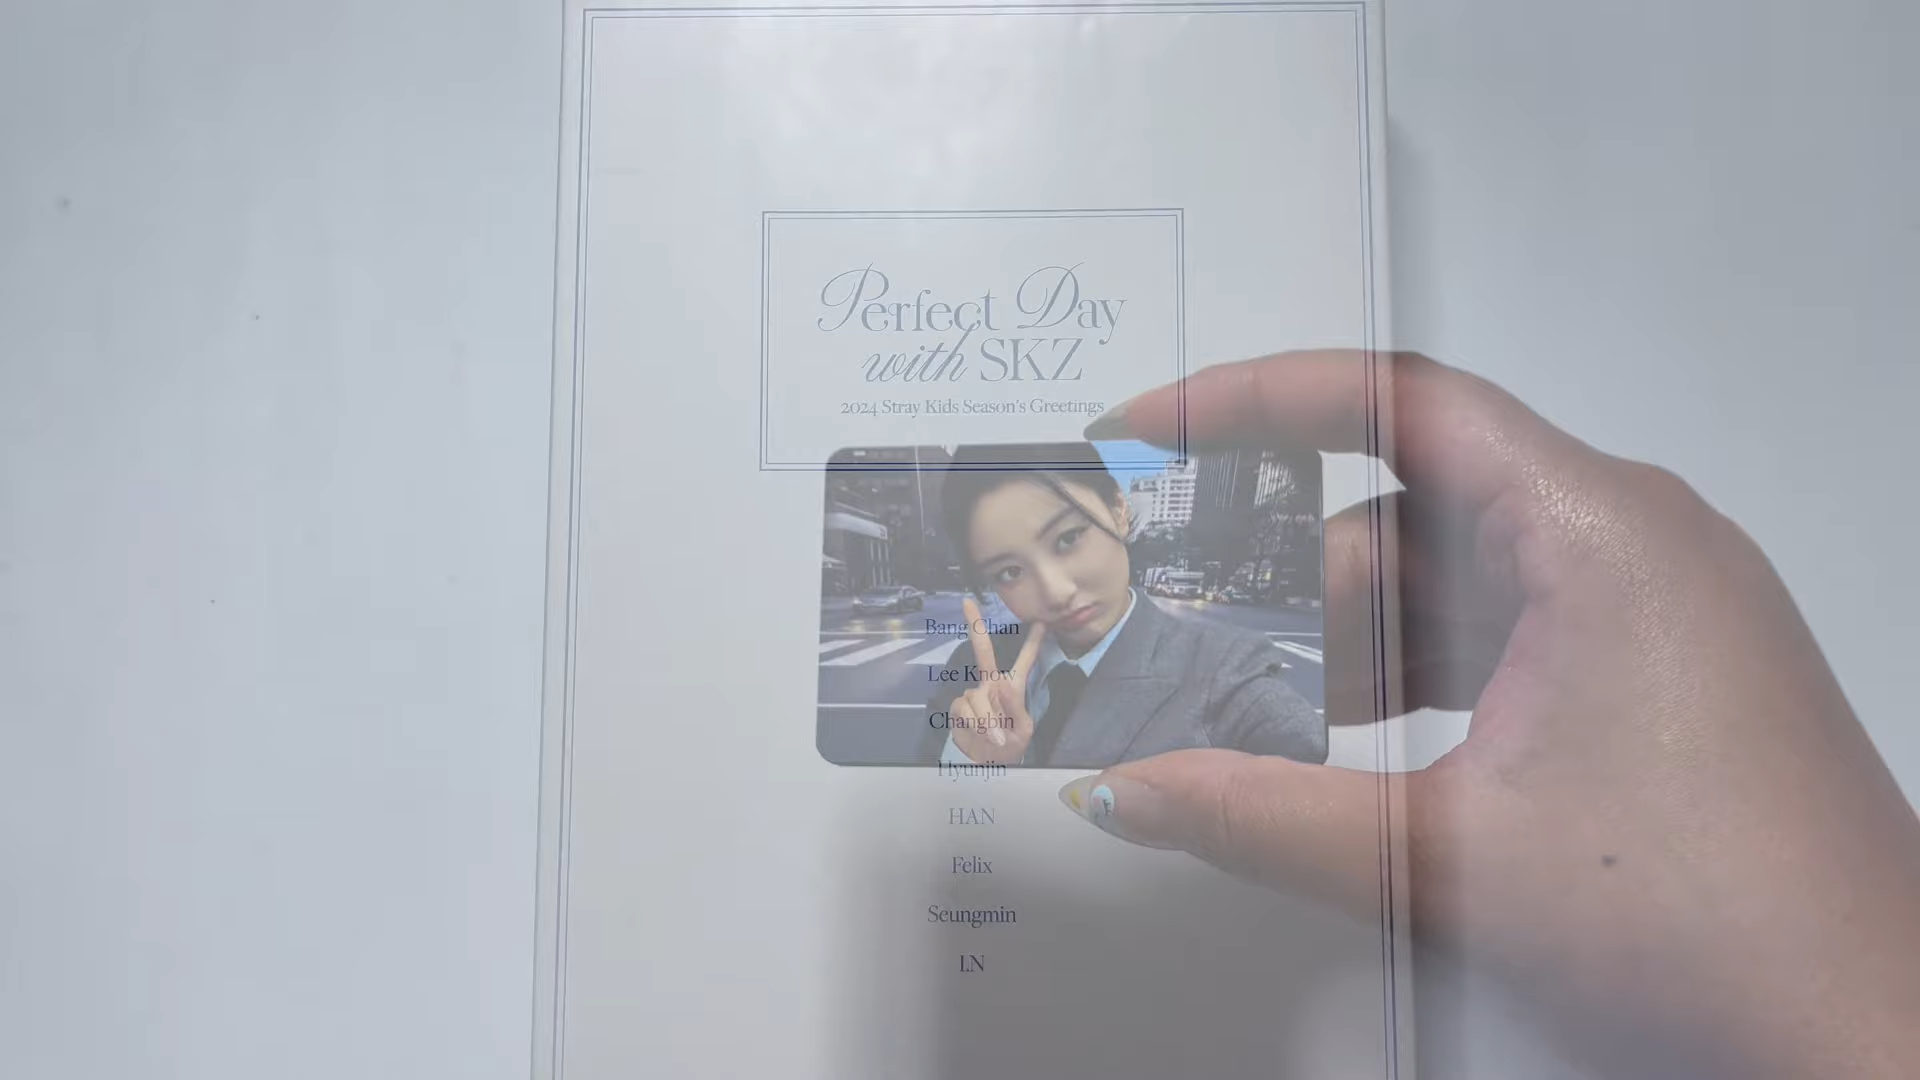 Perfect Day
with SKZ
2024 Stray Kids Season's Greetings
Bang Chan
Lee Know
Changbin
Hyunjin
HAN
Felix
Seungmin
I.N